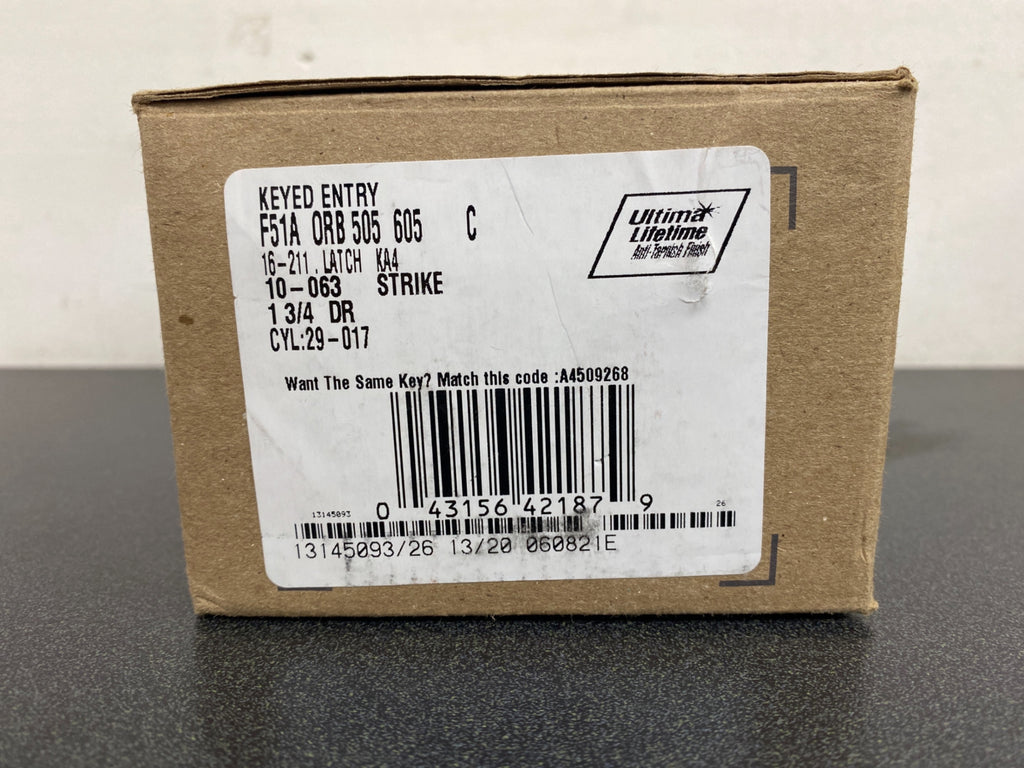 KEYED ENTRY
F51A ORB 505 605 C
16-211 . LATCH KA4
10-063 STRIKE
1 3/4 DR
CYL:29-017
Ultima
Lifetime
Anti-Tarnish Finish
Want The Same Key? Match this code :A4509268
13145093 0 43156 42187 9 26
13145093/26 13/20 060821E